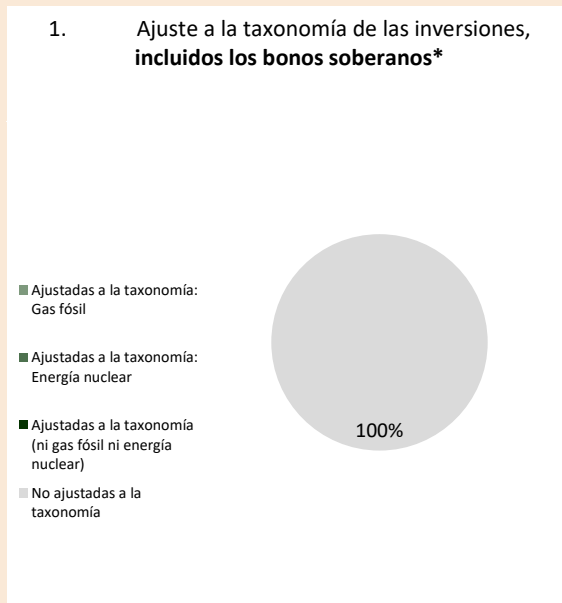 1. Ajuste a la taxonomía de las inversiones,
incluidos los bonos soberanos*
Ajustadas a la taxonomía:
Gas fósil
Ajustadas a la taxonomía:
Energía nuclear
Ajustadas a la taxonomía
(ni gas fósil ni energía
nuclear)
No ajustadas a la
taxonomía
100%